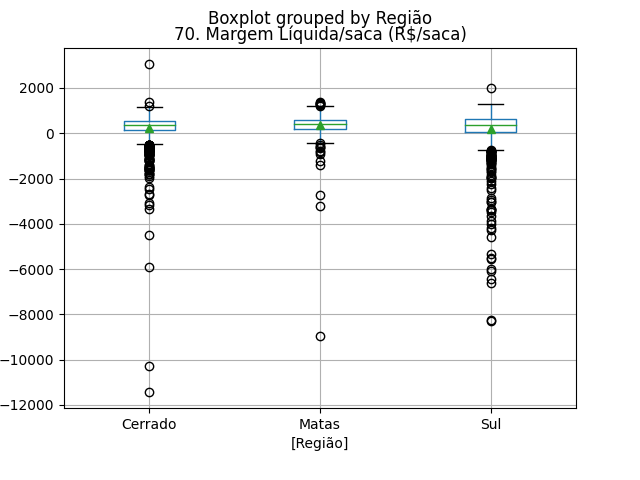 Boxplot grouped by Região
70. Margem Líquida/saca (R$/saca)
2000
0
−2000
−4000
−6000
−8000
−10000
−12000
Cerrado Matas Sul
[Região]